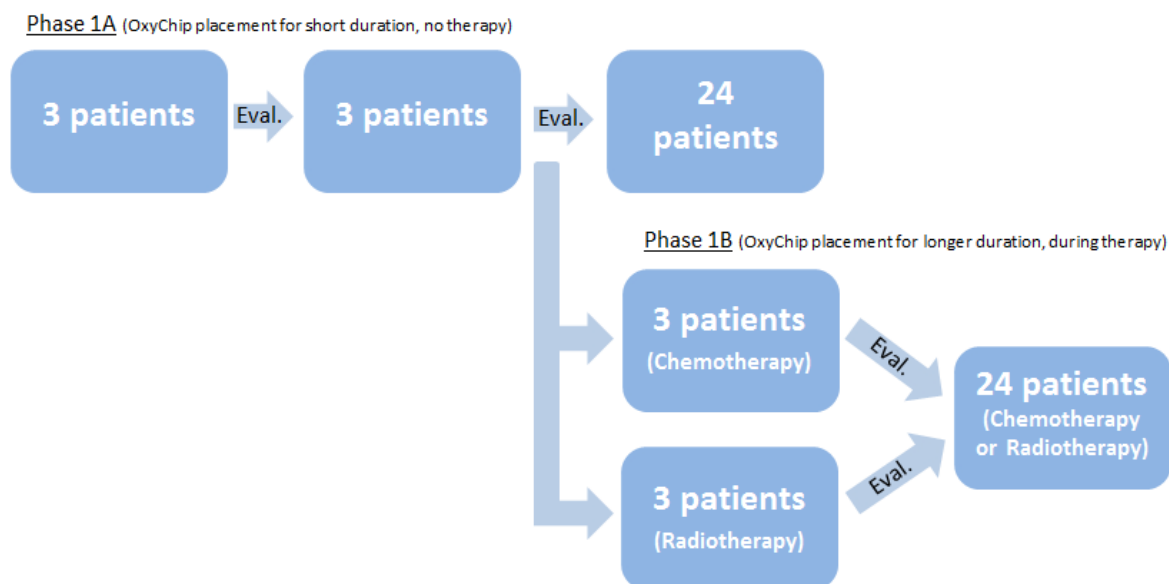 Phase 1A (OxyChip placement for short duration, no therapy)
3 patients
Eval.
3 patients
Eval.
24
patients
Phase 1B (OxyChip placement for longer duration, during therapy)
3 patients
(Chemotherapy)
Eval.
24 patients
(Chemotherapy
or Radiotherapy)
3 patients
(Radiotherapy)
Eval.